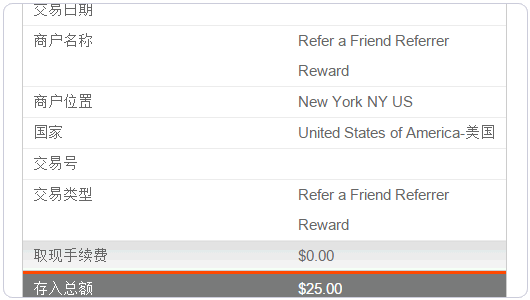 交易日期
商户名称 Refer a Friend Referrer
Reward
商户位置 New York NY US
国家 United States of America-美国
交易号
交易类型 Refer a Friend Referrer
Reward
取现手续费 $0.00
存入总额 $25.00